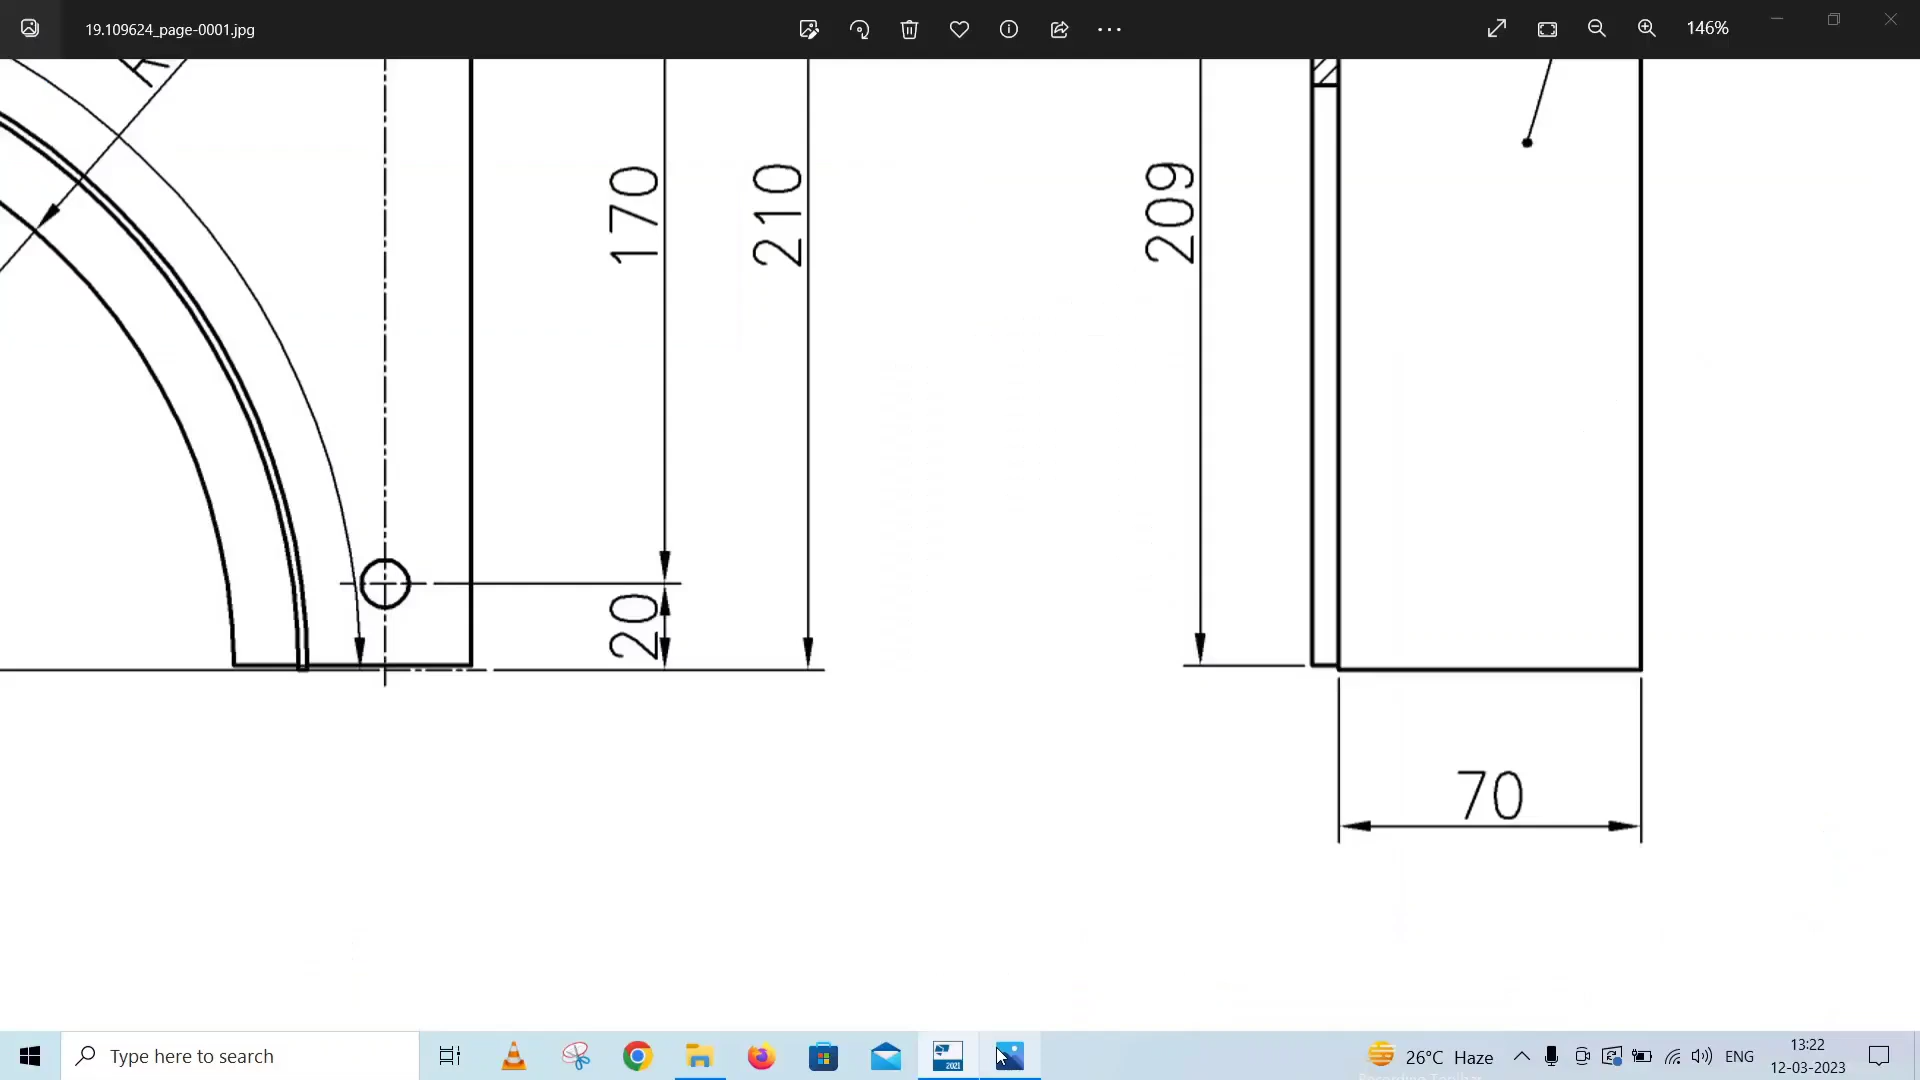 19.109624_page-0001.jpg
146%
170
210
209
20
70
2021
Type here to search
26°C Haze
ENG
13:22
12-03-2023